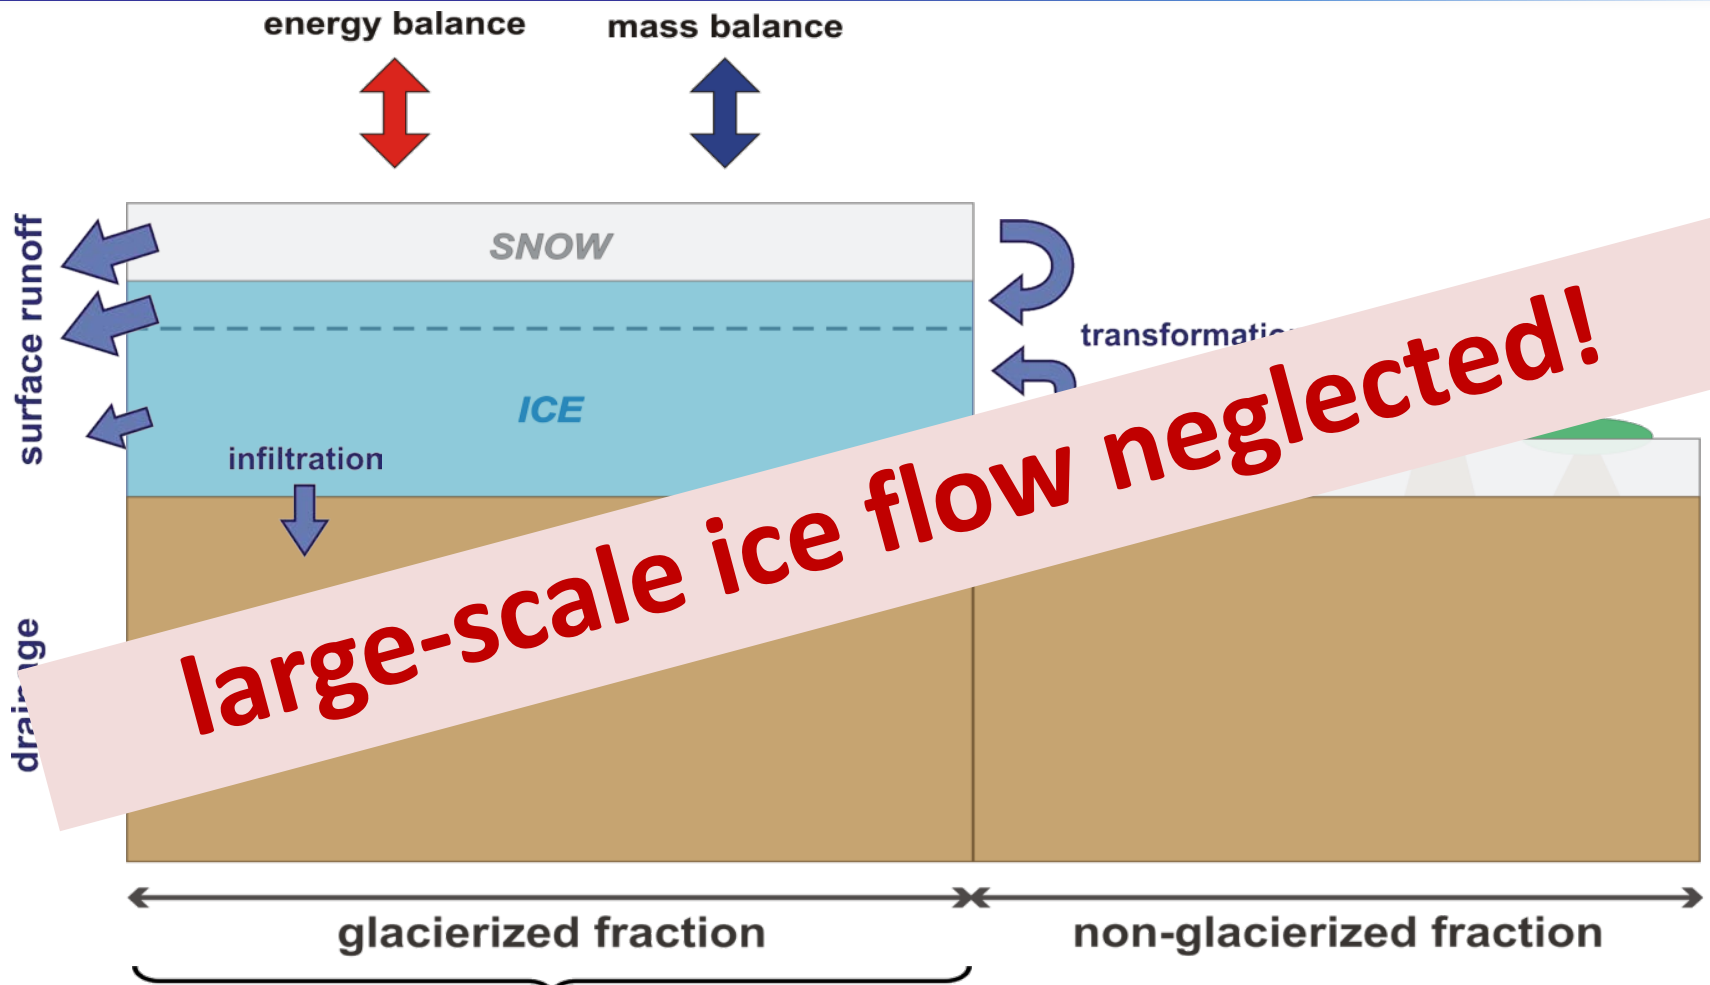 energy balance
mass balance
surface runoff
SNOW
ICE
infiltration
large-scale ice flow neglected!
glacierized fraction
non-glacierized fraction